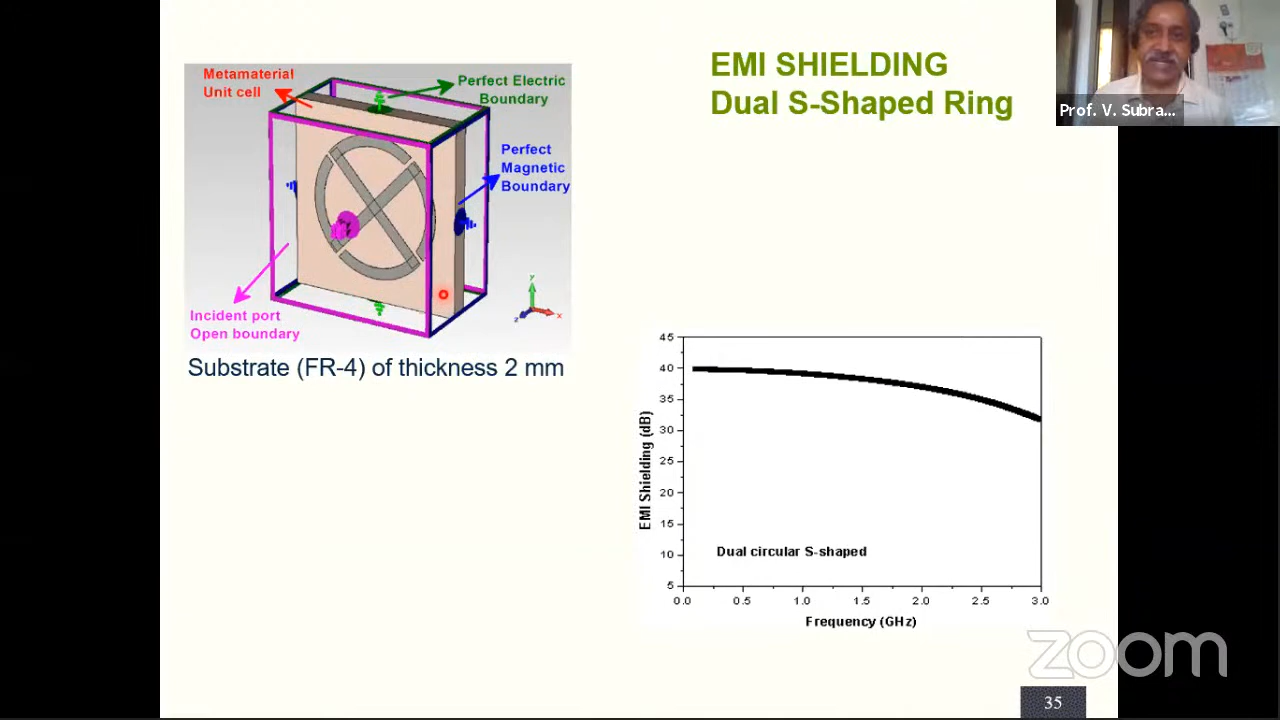 EMI SHIELDING
Dual S-Shaped Ring
Prof. V. Subra...
Metamaterial
Unit cell
Perfect Electric
Boundary
Perfect
Magnetic
Boundary
Incident port
Open boundary
y
x
z
Substrate (FR-4) of thickness 2 mm
45
40
35
30
25
20
15
10
5
EMI Shielding (dB)
Dual circular S-shaped
0.0 0.5 1.0 1.5 2.0 2.5 3.0
Frequency (GHz)
zoom
35